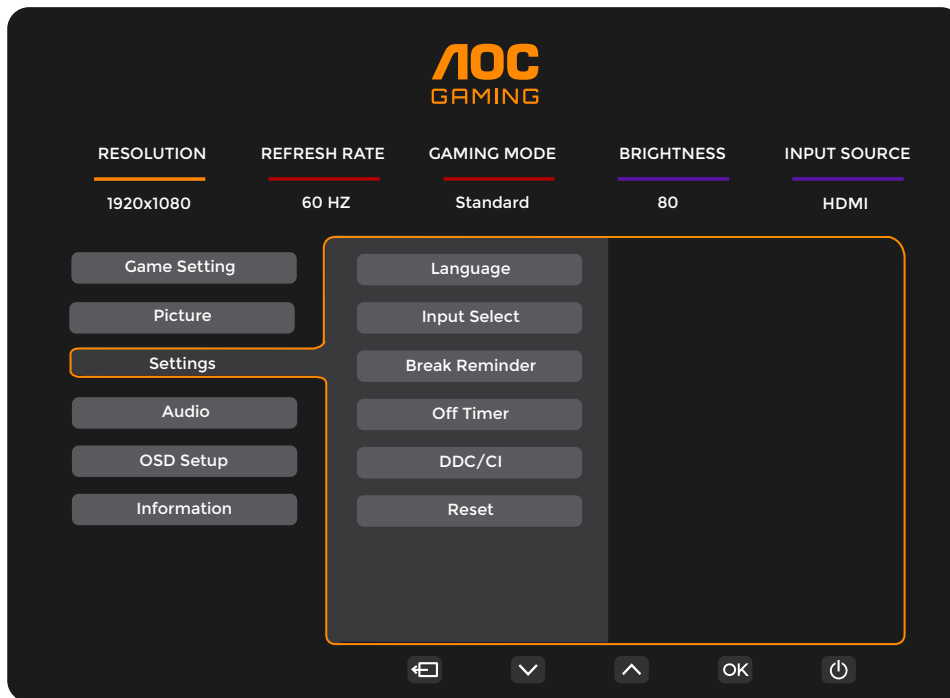 AOC
GAMING
RESOLUTION REFRESH RATE GAMING MODE BRIGHTNESS INPUT SOURCE
1920x1080 60 HZ Standard 80 HDMI
Game Setting
Picture
Settings
Audio
OSD Setup
Information
Language
Input Select
Break Reminder
Off Timer
DDC/CI
Reset
OK